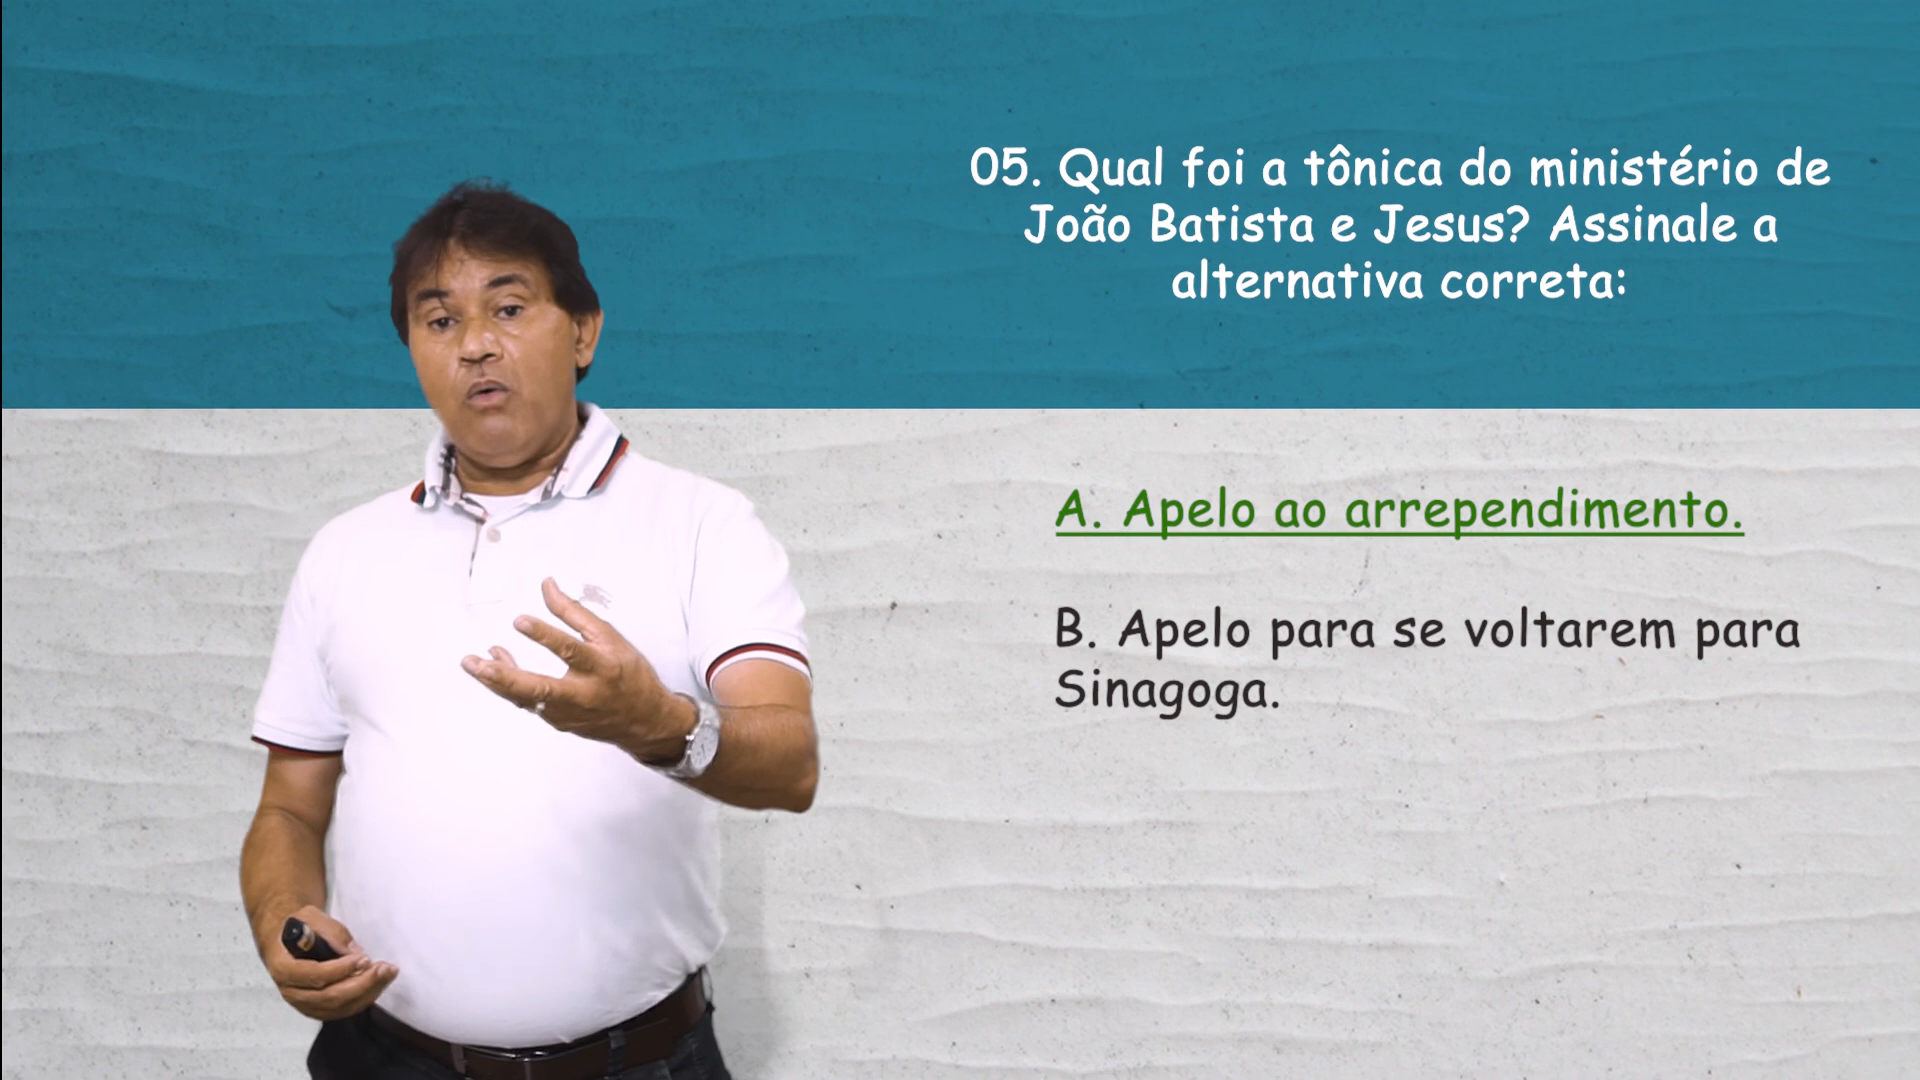 05. Qual foi a tônica do ministério de
João Batista e Jesus? Assinale a
alternativa correta:
A. Apelo ao arrependimento.
B. Apelo para se voltarem para
Sinagoga.